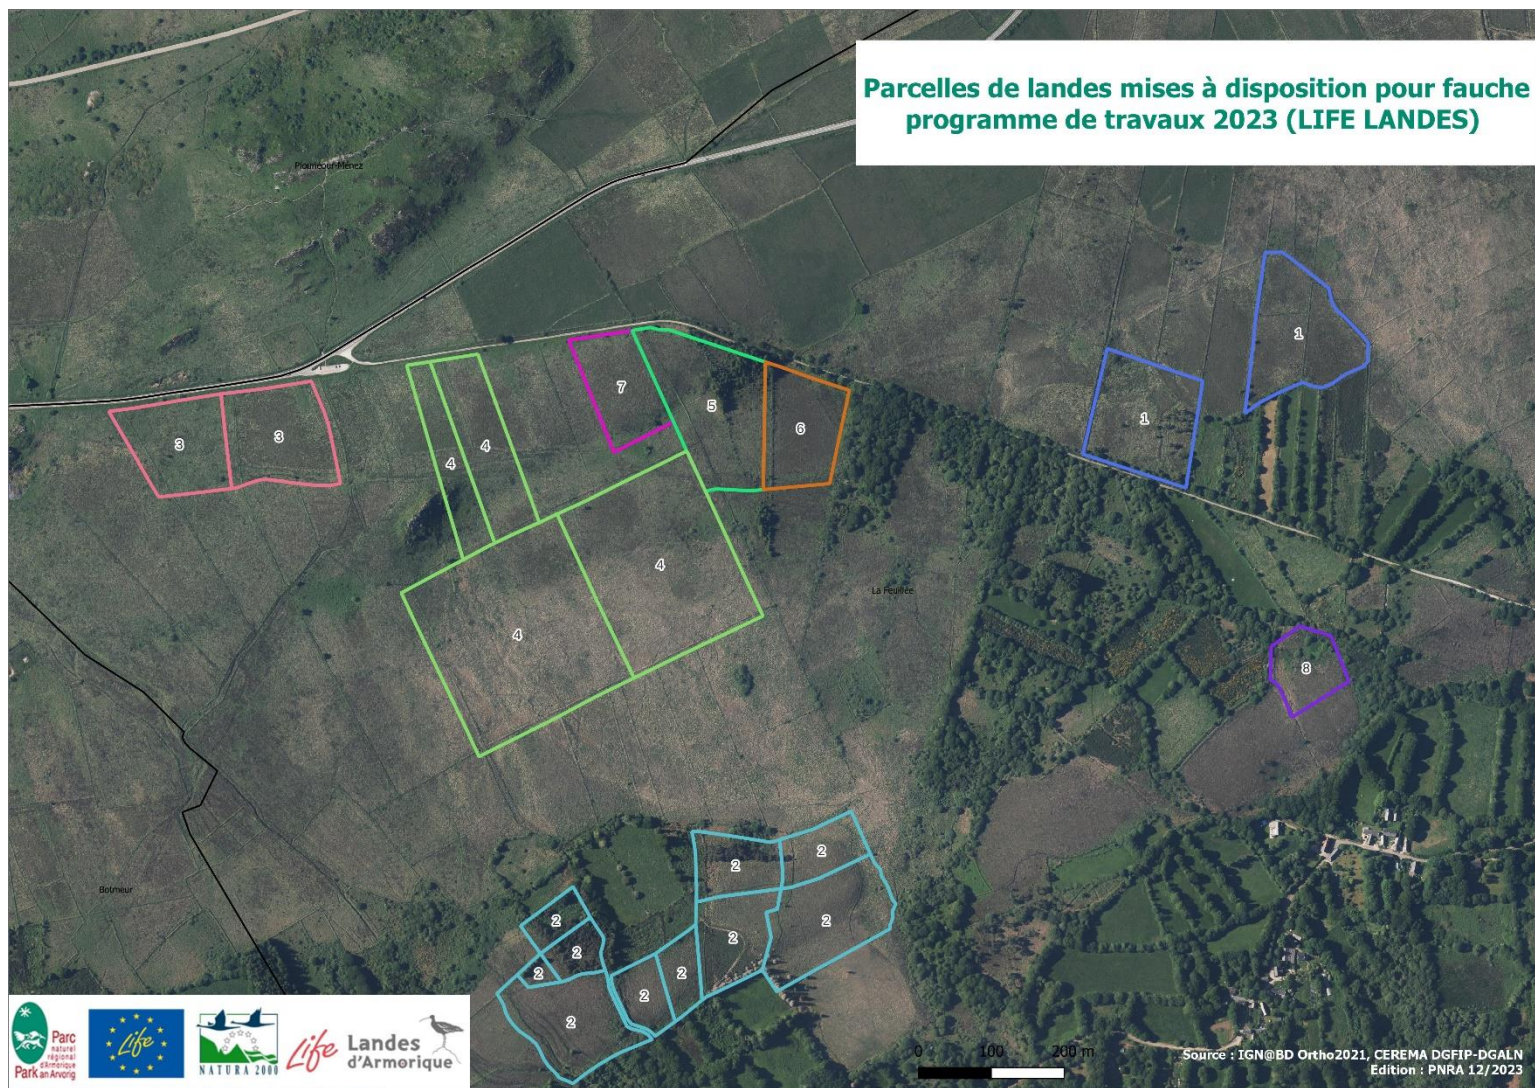 Parcelles de landes mises à disposition pour fauche
programme de travaux 2023 (LIFE LANDES)
Plounéour-Ménez
1
1
7
5
6
3
3
4
4
4
4
La Feuillée
8
Botmeur
2
2
2
2
2
2
2
2
2
2
Parc
naturel
régional
d'Armorique
Park an Arvorig
Life
NATURA 2000
Life Landes
d'Armorique
0 100 200 m
Source : IGN@BD Ortho2021, CEREMA DGFIP-DGALN
Edition : PNRA 12/2023